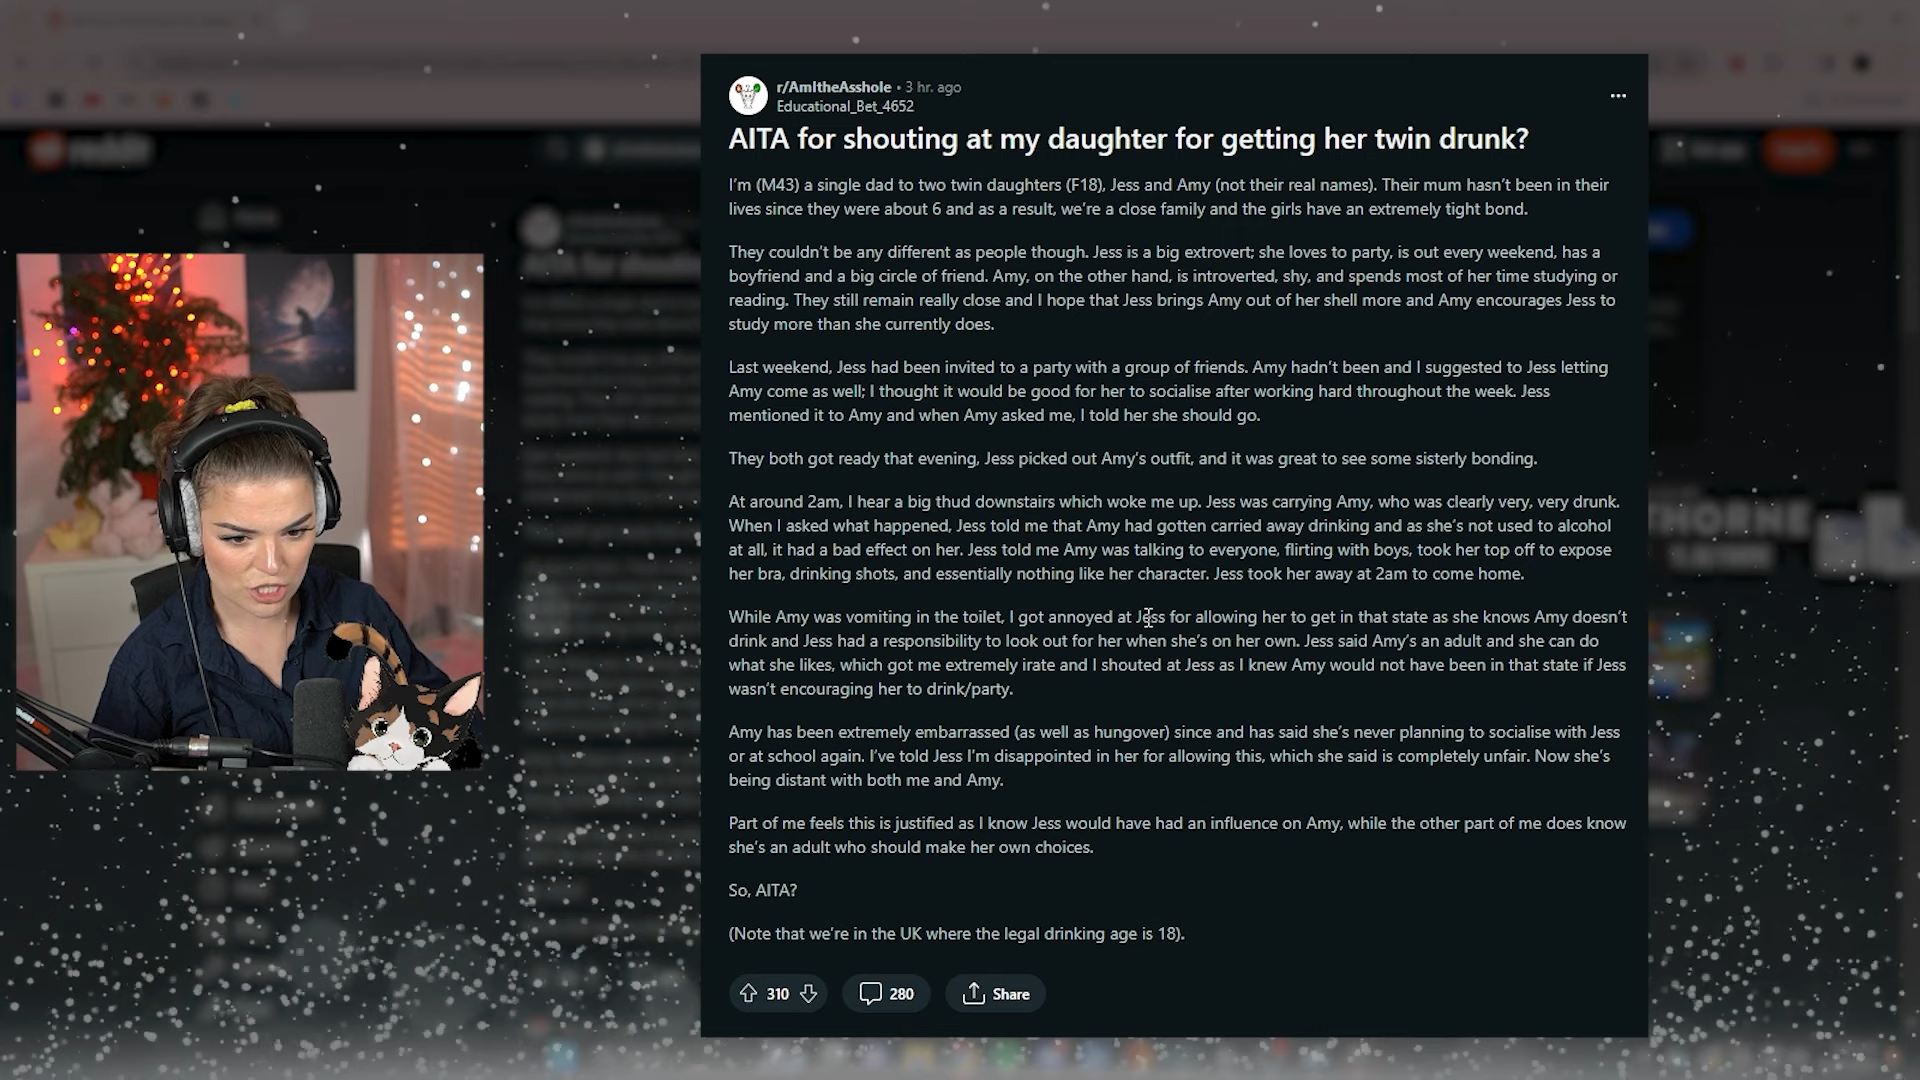 r/AmItheAsshole • 3 hr. ago
Educational_Bet_4652
AITA for shouting at my daughter for getting her twin drunk?
I'm (M43) a single dad to two twin daughters (F18), Jess and Amy (not their real names). Their mum hasn't been in their
lives since they were about 6 and as a result, we're a close family and the girls have an extremely tight bond.
They couldn't be any different as people though. Jess is a big extrovert; she loves to party, is out every weekend, has a
boyfriend and a big circle of friend. Amy, on the other hand, is introverted, shy, and spends most of her time studying or
reading. They still remain really close and I hope that Jess brings Amy out of her shell more and Amy encourages Jess to
study more than she currently does.
Last weekend, Jess had been invited to a party with a group of friends. Amy hadn't been and I suggested to Jess letting
Amy come as well; I thought it would be good for her to socialise after working hard throughout the week. Jess
mentioned it to Amy and when Amy asked me, I told her she should go.
They both got ready that evening, Jess picked out Amy's outfit, and it was great to see some sisterly bonding.
At around 2am, I hear a big thud downstairs which woke me up. Jess was carrying Amy, who was clearly very, very drunk.
When I asked what happened, Jess told me that Amy had gotten carried away drinking and as she's not used to alcohol
at all, it had a bad effect on her. Jess told me Amy was talking to everyone, flirting with boys, took her top off to expose
her bra, drinking shots, and essentially nothing like her character. Jess took her away at 2am to come home.
While Amy was vomiting in the toilet, I got annoyed at Jess for allowing her to get in that state as she knows Amy doesn't
drink and Jess had a responsibility to look out for her when she's on her own. Jess said Amy's an adult and she can do
what she likes, which got me extremely irate and I shouted at Jess as I knew Amy would not have been in that state if Jess
wasn't encouraging her to drink/party.
Amy has been extremely embarrassed (as well as hungover) since and has said she's never planning to socialise with Jess
or at school again. I've told Jess I'm disappointed in her for allowing this, which she said is completely unfair. Now she's
being distant with both me and Amy.
Part of me feels this is justified as I know Jess would have had an influence on Amy, while the other part of me does know
she's an adult who should make her own choices.
So, AITA?
(Note that we're in the UK where the legal drinking age is 18).
310
280
Share
reddit
THORNE